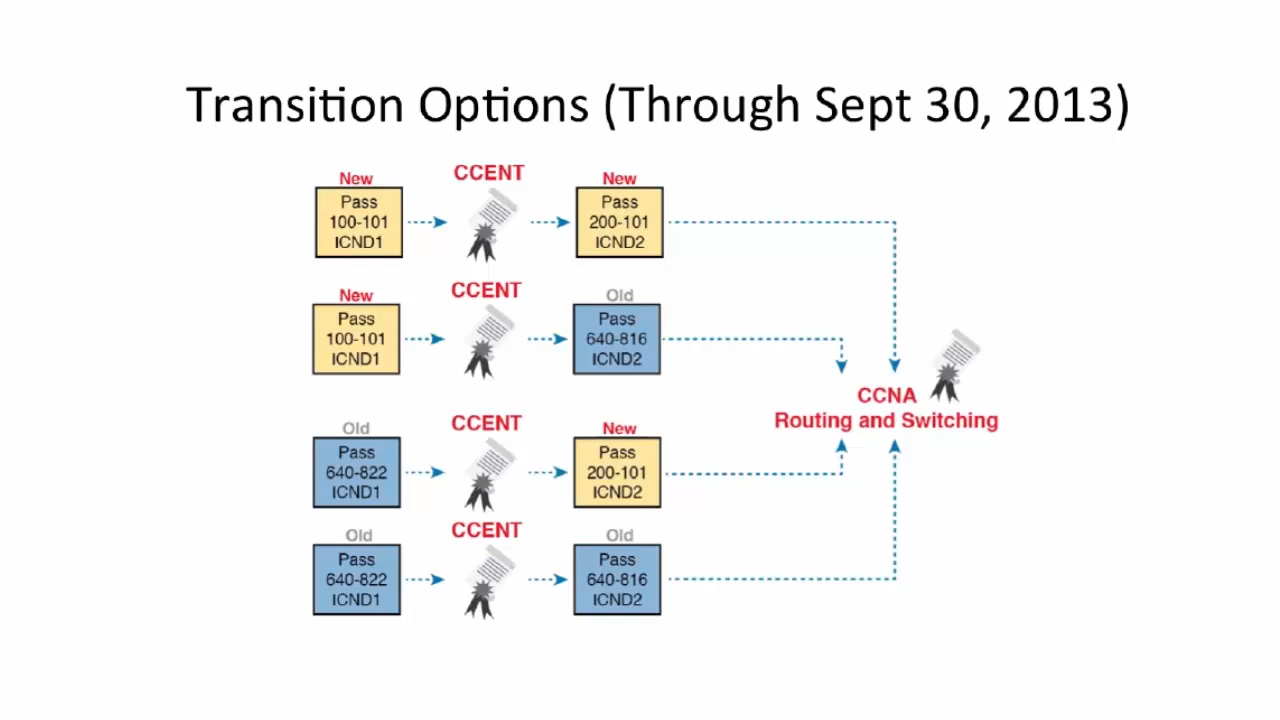 Transition Options (Through Sept 30, 2013)
New
Pass
100-101
ICND1
CCENT
New
Pass
200-101
ICND2
New
Pass
100-101
ICND1
CCENT
Old
Pass
640-816
ICND2
CCNA
Routing and Switching
Old
Pass
640-822
ICND1
CCENT
New
Pass
200-101
ICND2
Old
Pass
640-822
ICND1
CCENT
Old
Pass
640-816
ICND2